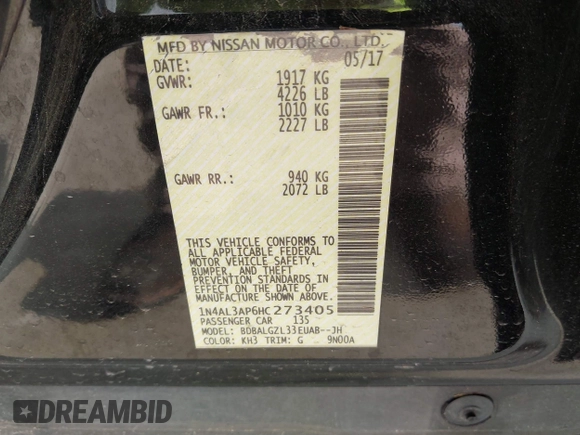 MFD BY NISSAN MOTOR CO., LTD.
DATE: 05/17
GVWR: 1917 KG
4226 LB
GAWR FR.: 1010 KG
2227 LB
GAWR RR.: 940 KG
2072 LB
THIS VEHICLE CONFORMS TO
ALL APPLICABLE FEDERAL
MOTOR VEHICLE SAFETY,
BUMPER, AND THEFT
PREVENTION STANDARDS IN
EFFECT ON THE DATE OF
MANUFACTURE SHOWN ABOVE.
1N4AL3AP6HC273405
PASSENGER CAR 135
MODEL: BDBALGZL33EUAB--JH
COLOR: KH3 TRIM: G 9N00A
DREAMBID